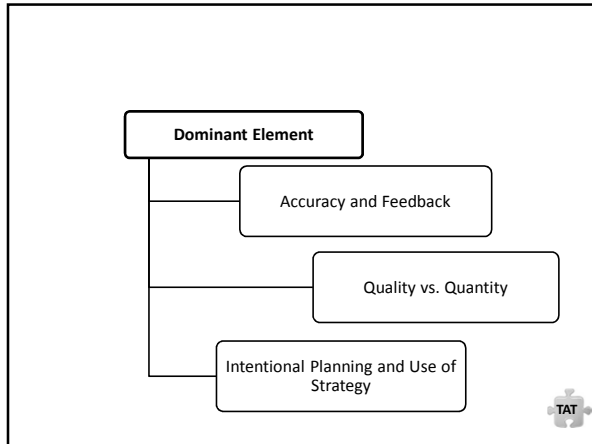 Dominant Element
Accuracy and Feedback
Quality vs. Quantity
Intentional Planning and Use of
Strategy
TAT